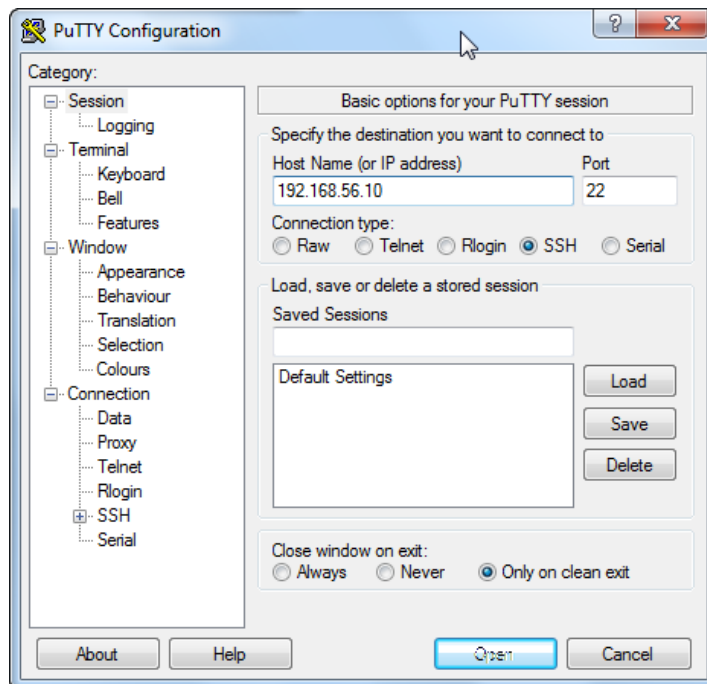 PuTTY Configuration
Category:
Session
Logging
Terminal
Keyboard
Bell
Features
Window
Appearance
Behaviour
Translation
Selection
Colours
Connection
Data
Proxy
Telnet
Rlogin
SSH
Serial
Basic options for your PuTTY session
Specify the destination you want to connect to
Host Name (or IP address) Port
192.168.56.10 22
Connection type:
Raw Telnet Rlogin SSH Serial
Load, save or delete a stored session
Saved Sessions
Default Settings
Load
Save
Delete
Close window on exit:
Always Never Only on clean exit
About Help Open Cancel